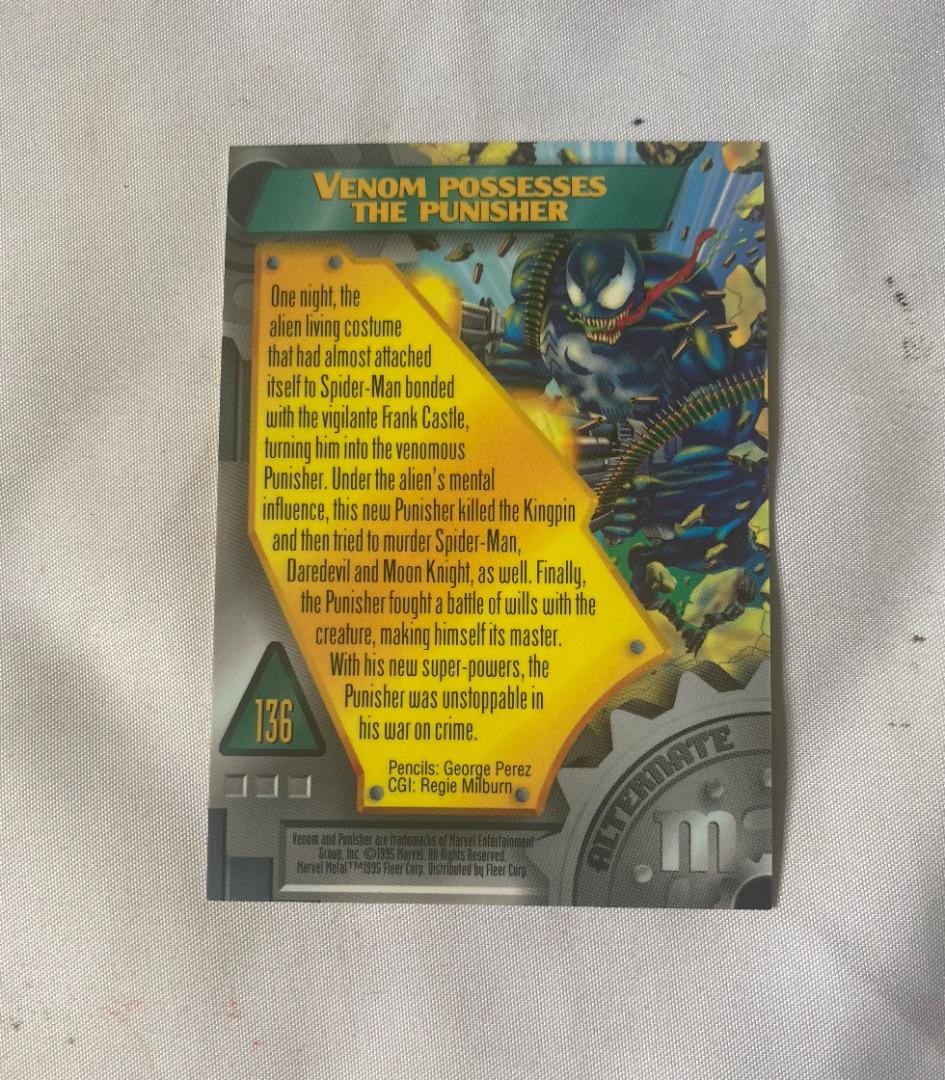 VENOM POSSESSES
THE PUNISHER
One night, the
alien living costume
that had almost attached
itself to Spider-Man bonded
with the vigilante Frank Castle,
turning him into the venomous
Punisher. Under the alien's mental
influence, this new Punisher killed the Kingpin
and then tried to murder Spider-Man,
Daredevil and Moon Knight, as well. Finally,
the Punisher fought a battle of wills with the
creature, making himself its master.
With his new super-powers, the
Punisher was unstoppable in
his war on crime.
136
Pencils: George Perez
CGI: Regie Milburn
Venom and Punisher are trademarks of Marvel Entertainment
Group, Inc. ©1995 Marvel. All Rights Reserved.
Marvel Metal™1995 Fleer Corp. Distributed by Fleer Corp.
ALTERNATE
m